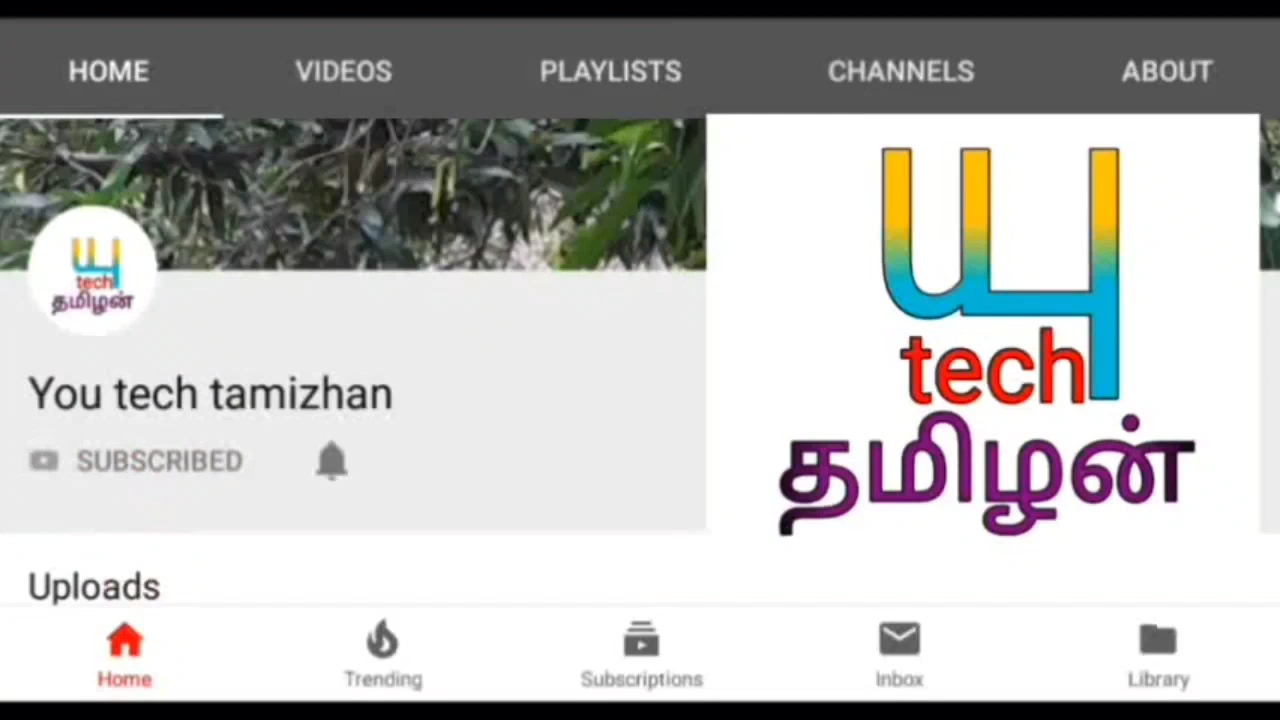 HOME VIDEOS PLAYLISTS CHANNELS ABOUT
tech
தமிழன்
You tech tamizhan
SUBSCRIBED
tech
தமிழன்
Uploads
Home Trending Subscriptions Inbox Library